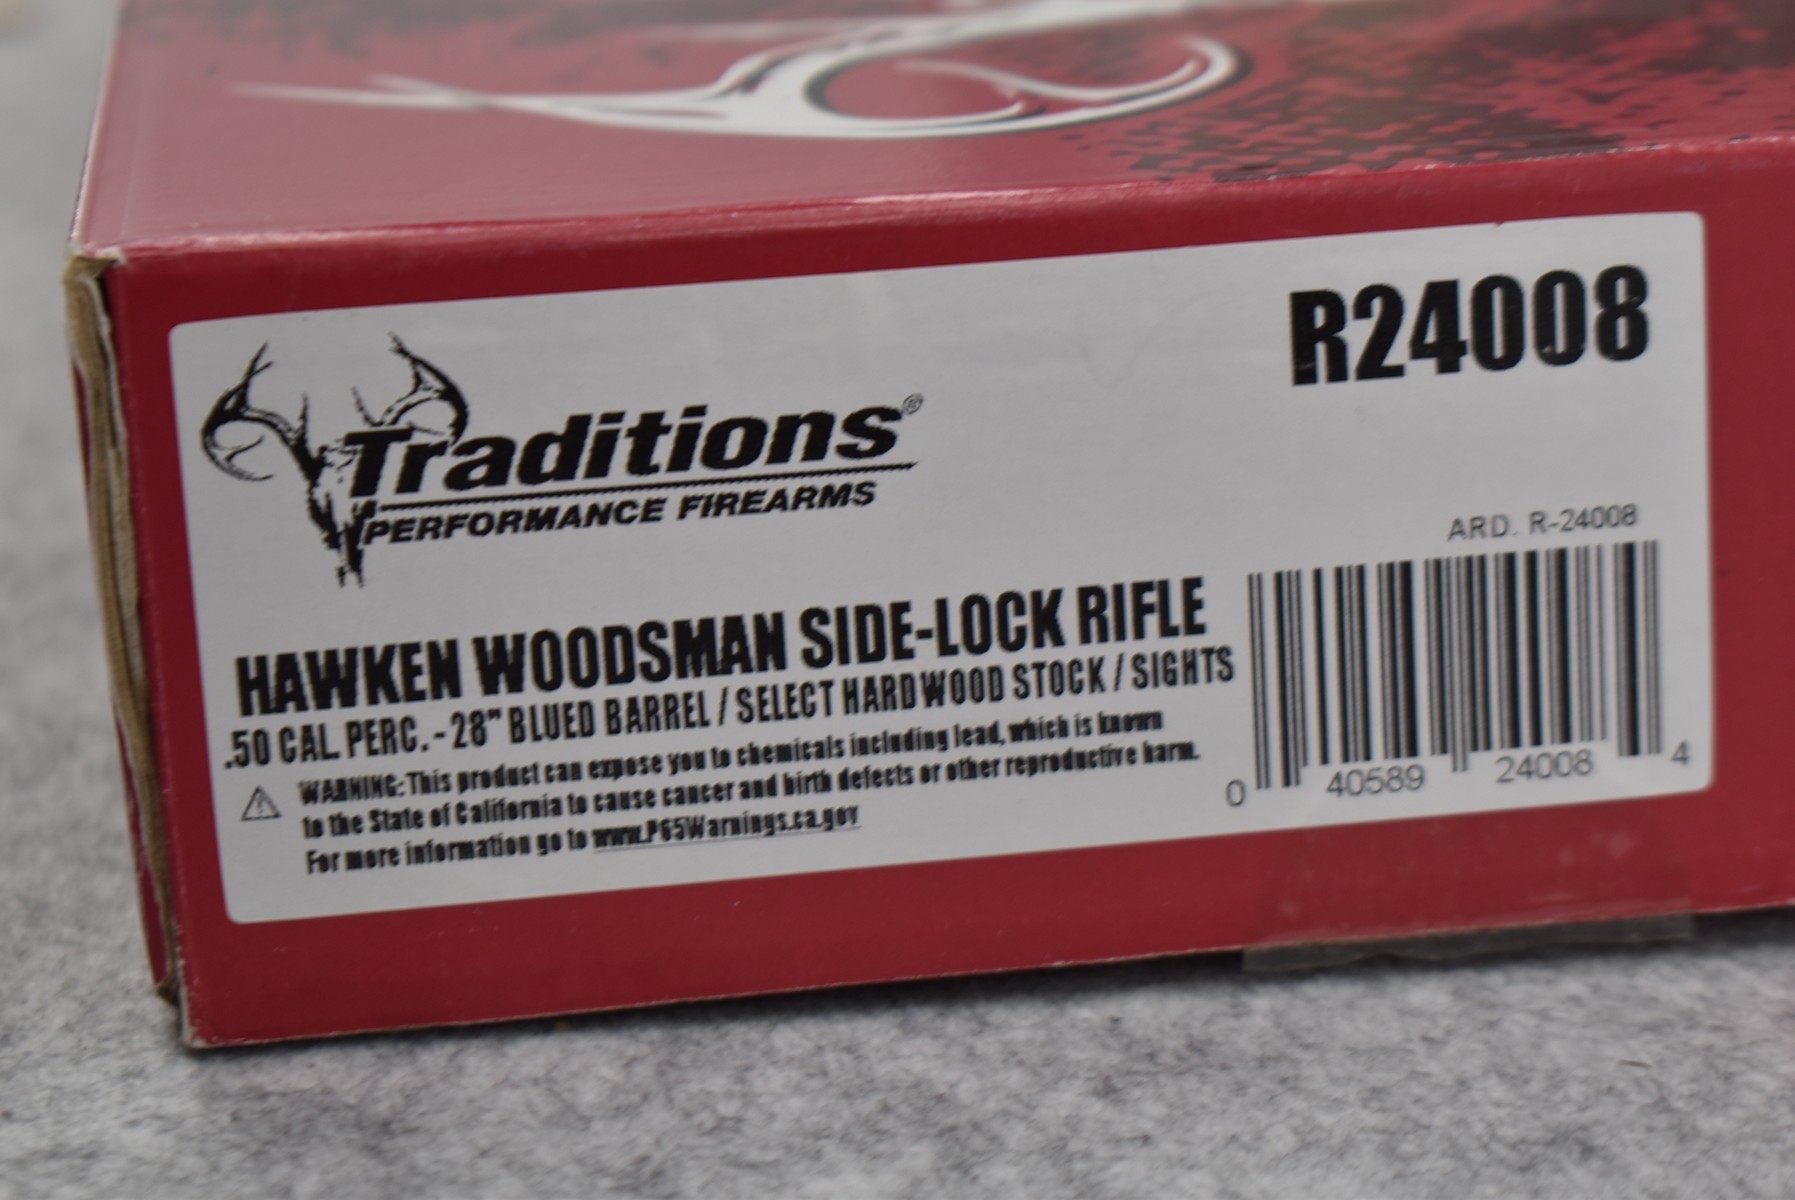 R24008
Traditions®
PERFORMANCE FIREARMS
ARD. R-24008
HAWKEN WOODSMAN SIDE-LOCK RIFLE
.50 CAL. PERC. - 28" BLUED BARREL / SELECT HARDWOOD STOCK / SIGHTS
⚠ WARNING: This product can expose you to chemicals including lead, which is known
to the State of California to cause cancer and birth defects or other reproductive harm.
For more information go to www.P65Warnings.ca.gov
0 40589 24008 4